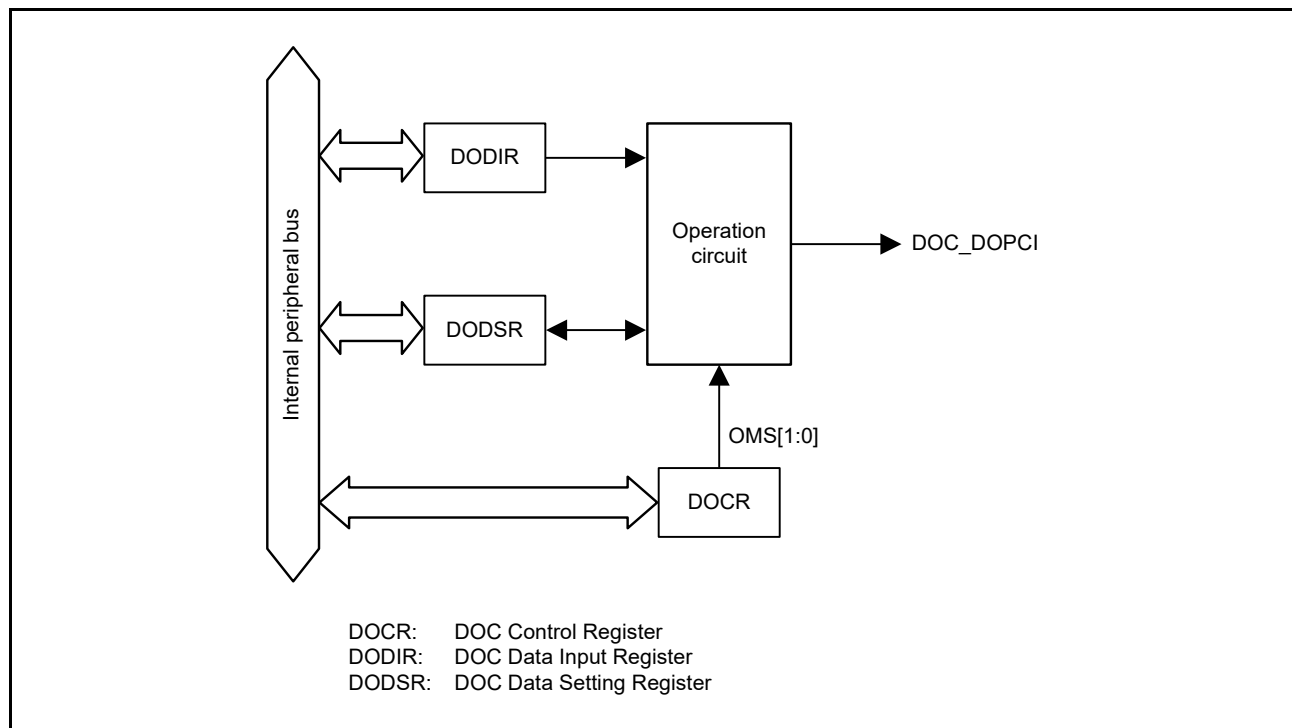 Internal peripheral bus
DODIR
Operation
circuit
DOC_DOPCI
DODSR
OMS[1:0]
DOCR
DOCR: DOC Control Register
DODIR: DOC Data Input Register
DODSR: DOC Data Setting Register